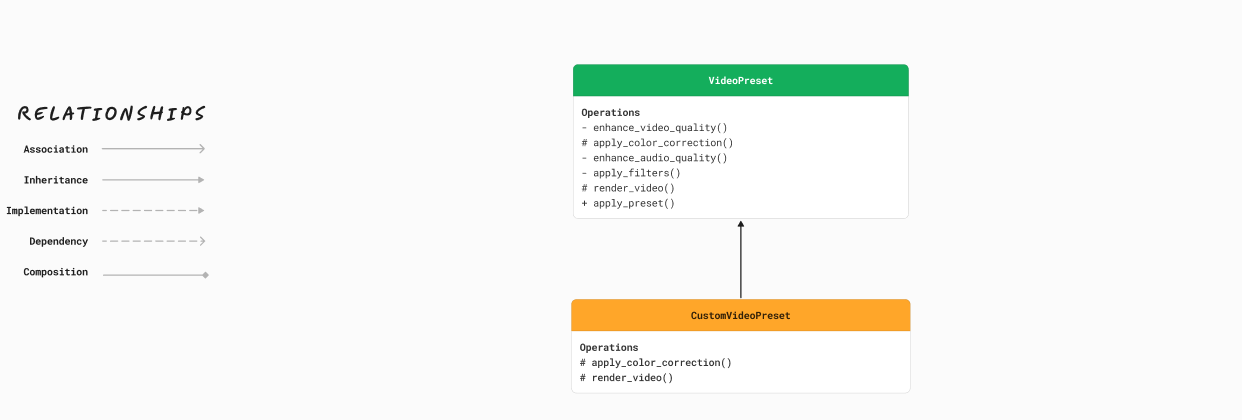 RELATIONSHIPS
Association
Inheritance
Implementation
Dependency
Composition
VideoPreset
Operations
- enhance_video_quality()
# apply_color_correction()
- enhance_audio_quality()
- apply_filters()
# render_video()
+ apply_preset()
CustomVideoPreset
Operations
# apply_color_correction()
# render_video()